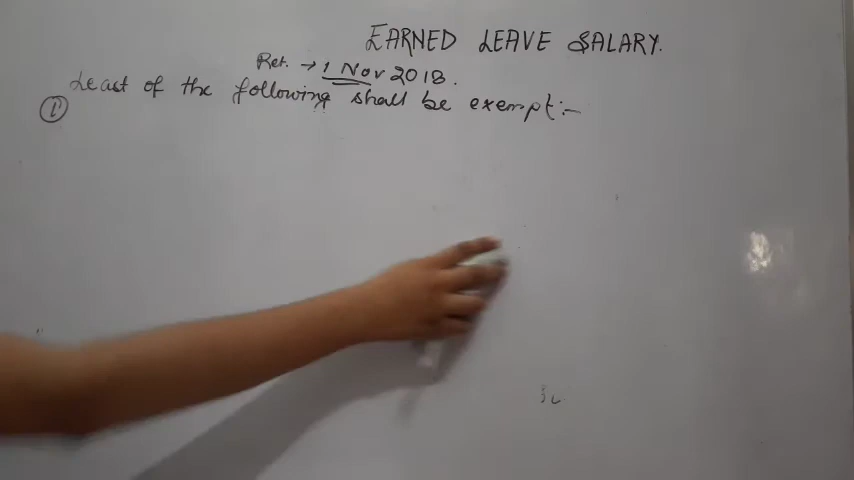 EARNED LEAVE SALARY.
Ret. → 1 Nov 2018.
Least of the following shall be exempt:-
①